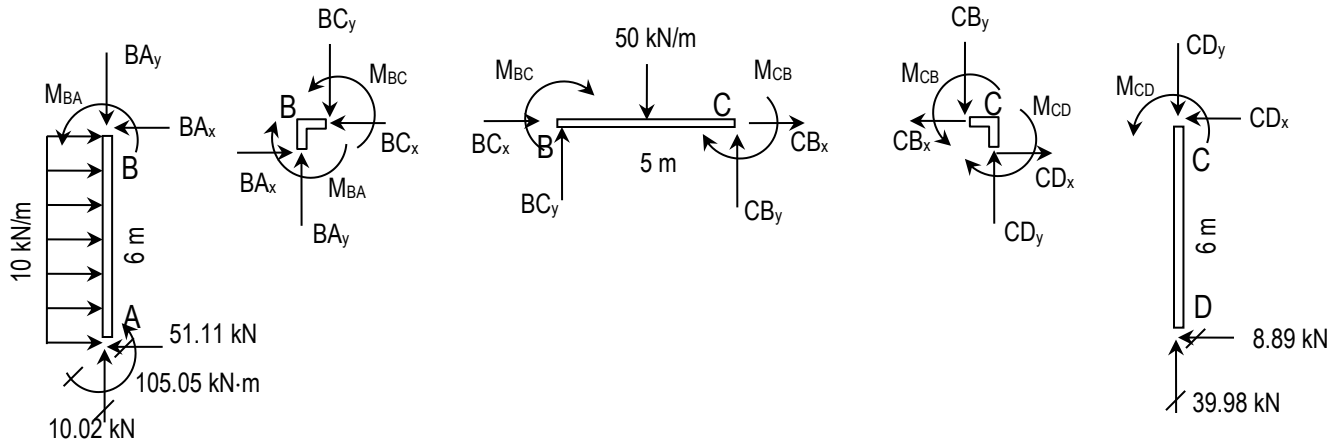 BAy
MBA
BAx
B
10 kN/m
6 m
A
51.11 kN
105.05 kN·m
10.02 kN
BCy
MBC
B
BCx
BAx
MBA
BAy
50 kN/m
MBC
MCB
C
BCx
B
5 m
CBx
BCy
CBy
CBy
MCB
C
MCD
CBx
CDx
CDy
CDy
MCD
CDx
C
6 m
D
8.89 kN
39.98 kN